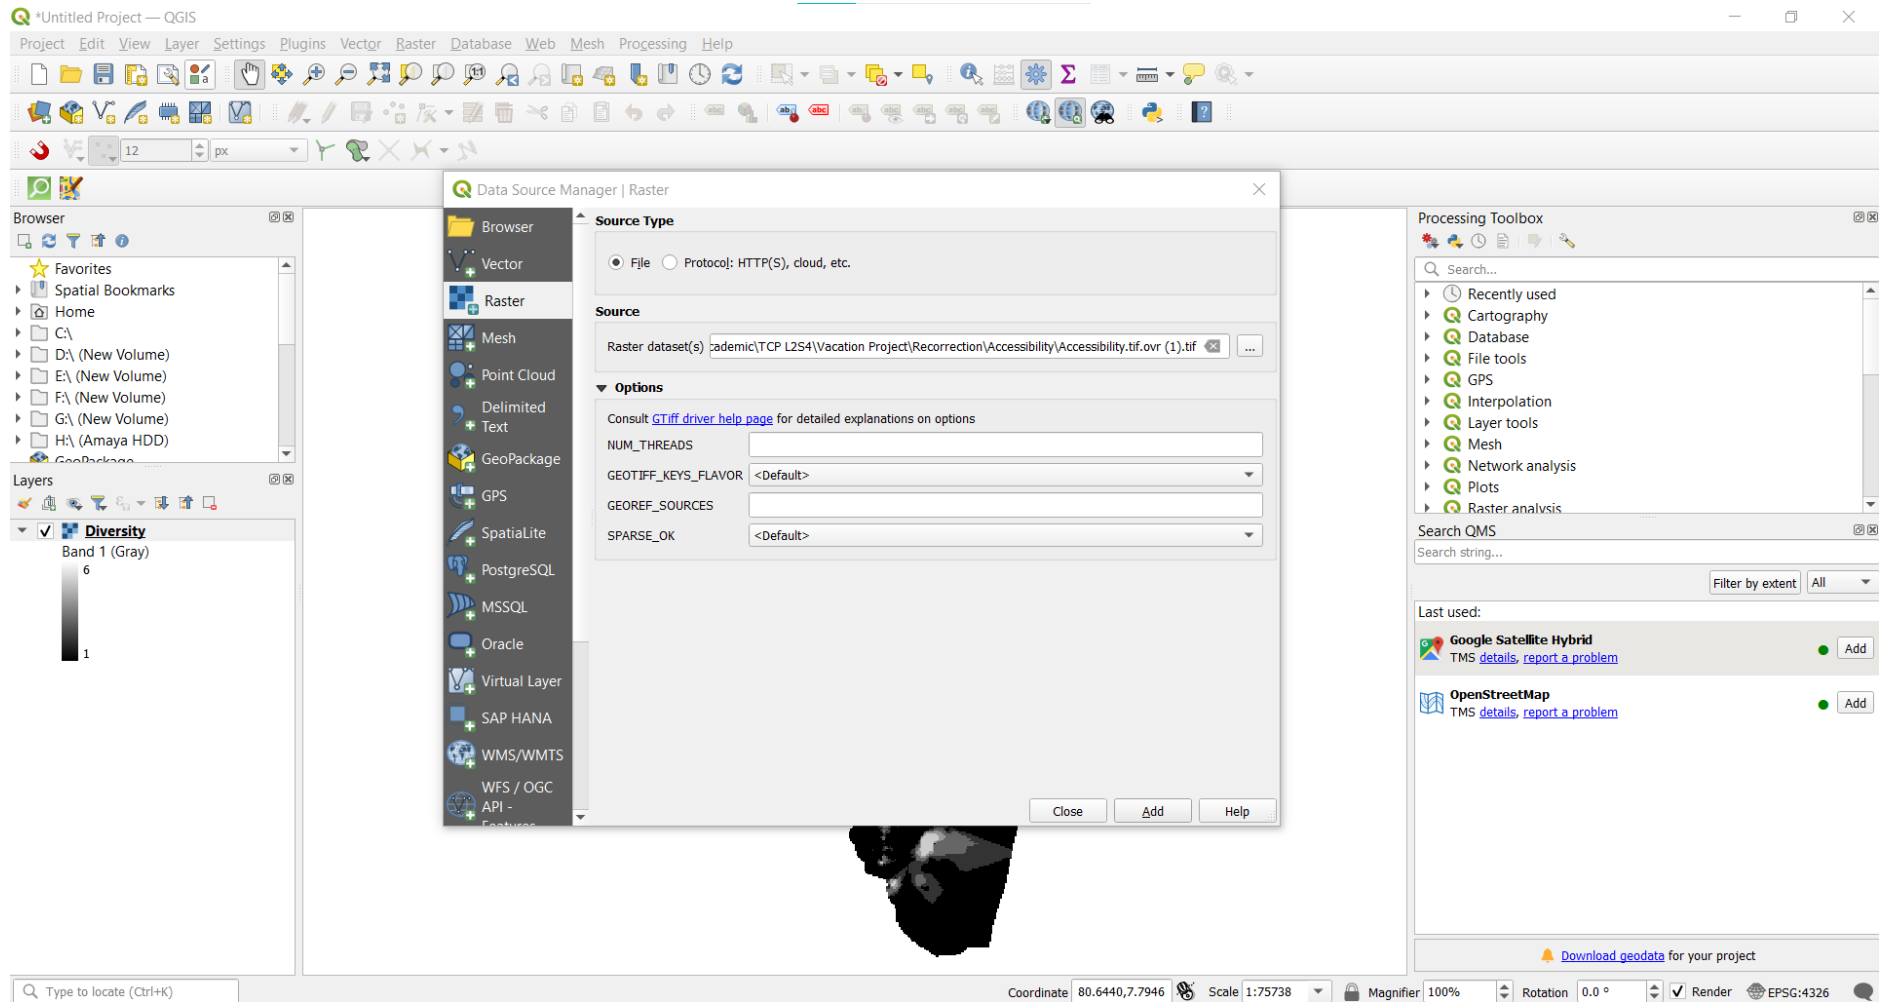 *Untitled Project — QGIS
Project Edit View Layer Settings Plugins Vector Raster Database Web Mesh Processing Help
12 px
Browser
Favorites
Spatial Bookmarks
Home
C:\
D:\ (New Volume)
E:\ (New Volume)
F:\ (New Volume)
G:\ (New Volume)
H:\ (Amaya HDD)
GeoPackage
Layers
Diversity
Band 1 (Gray)
6
1
Data Source Manager | Raster
Browser
Vector
Raster
Mesh
Point Cloud
Delimited
Text
GeoPackage
GPS
SpatiaLite
PostgreSQL
MSSQL
Oracle
Virtual Layer
SAP HANA
WMS/WMTS
WFS / OGC
API -
Features
Source Type
File Protocol: HTTP(S), cloud, etc.
Source
Raster dataset(s) :ademic\TCP L2S4\Vacation Project\Recorrection\Accessibility\Accessibility.tif.ovr (1).tif ...
Options
Consult GTiff driver help page for detailed explanations on options
NUM_THREADS
GEOTIFF_KEYS_FLAVOR <Default>
GEOREF_SOURCES
SPARSE_OK <Default>
Close Add Help
Processing Toolbox
Search...
Recently used
Cartography
Database
File tools
GPS
Interpolation
Layer tools
Mesh
Network analysis
Plots
Raster analysis
Search QMS
Search string...
Filter by extent All
Last used:
Google Satellite Hybrid
TMS details, report a problem
Add
OpenStreetMap
TMS details, report a problem
Add
Download geodata for your project
Type to locate (Ctrl+K) Coordinate 80.6440,7.7946 Scale 1:75738 Magnifier 100% Rotation 0.0 ° Render EPSG:4326